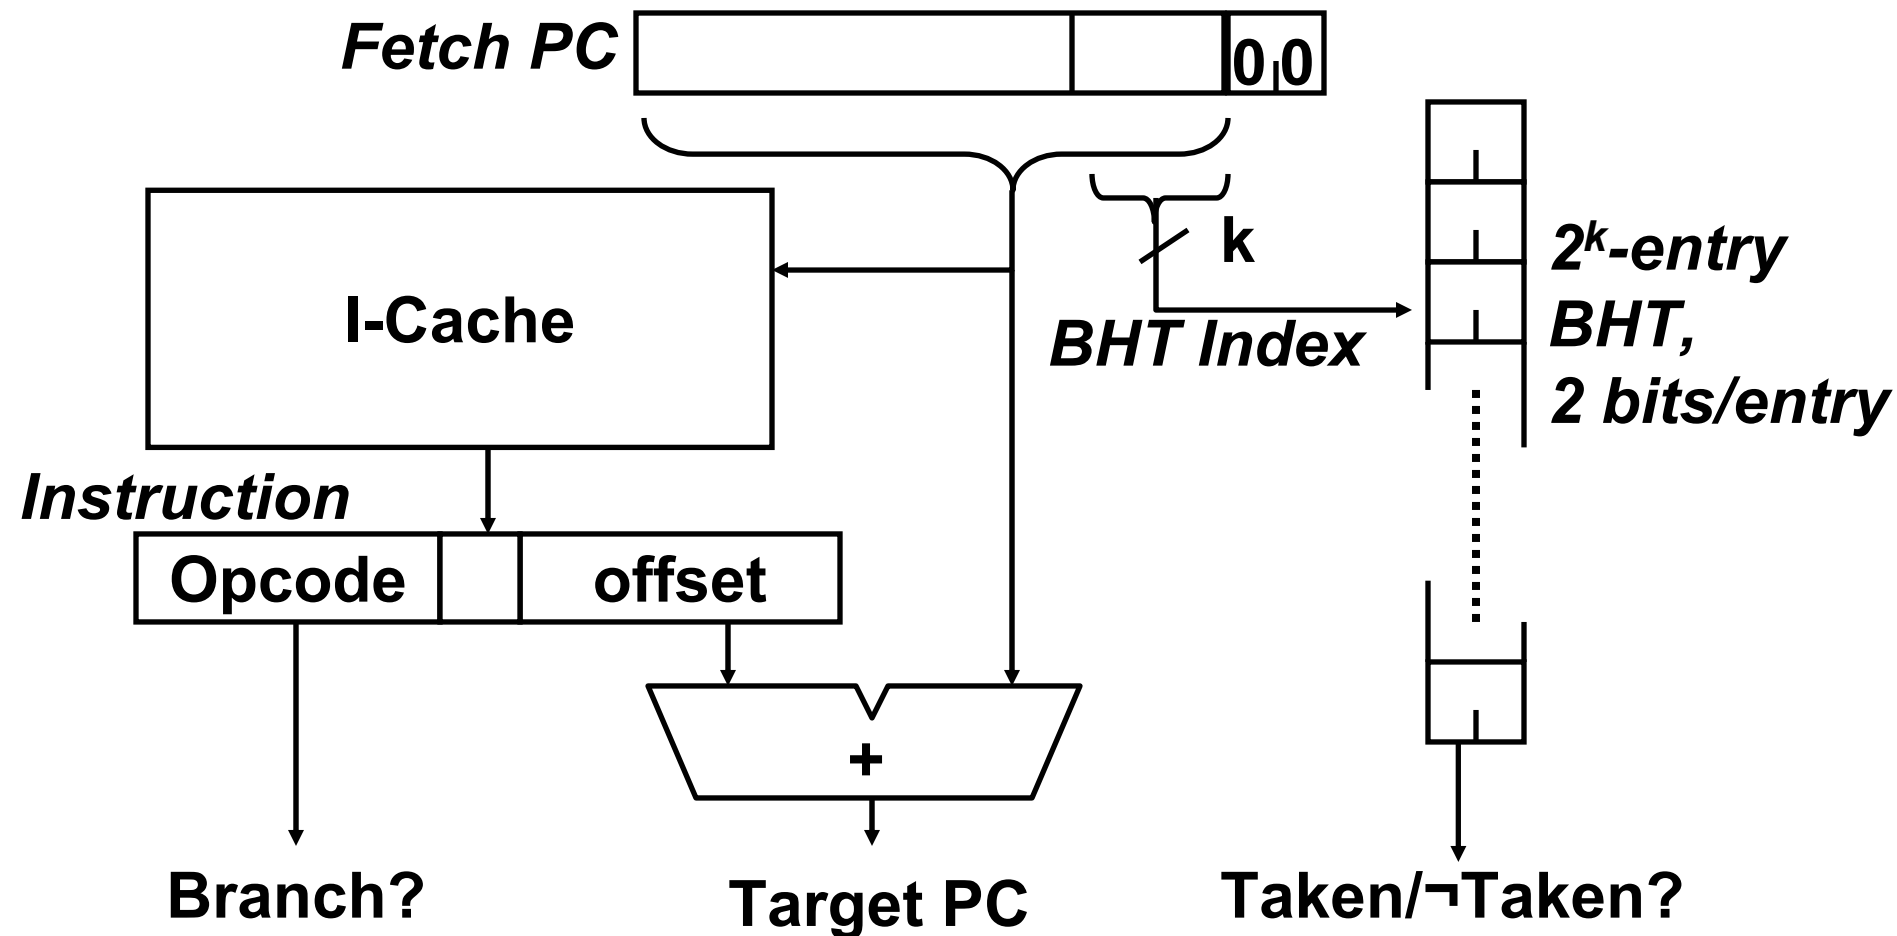 Fetch PC
0 0
k
2ᵏ-entry
BHT,
2 bits/entry
I-Cache
BHT Index
Instruction
Opcode
offset
+
Branch?
Target PC
Taken/¬Taken?